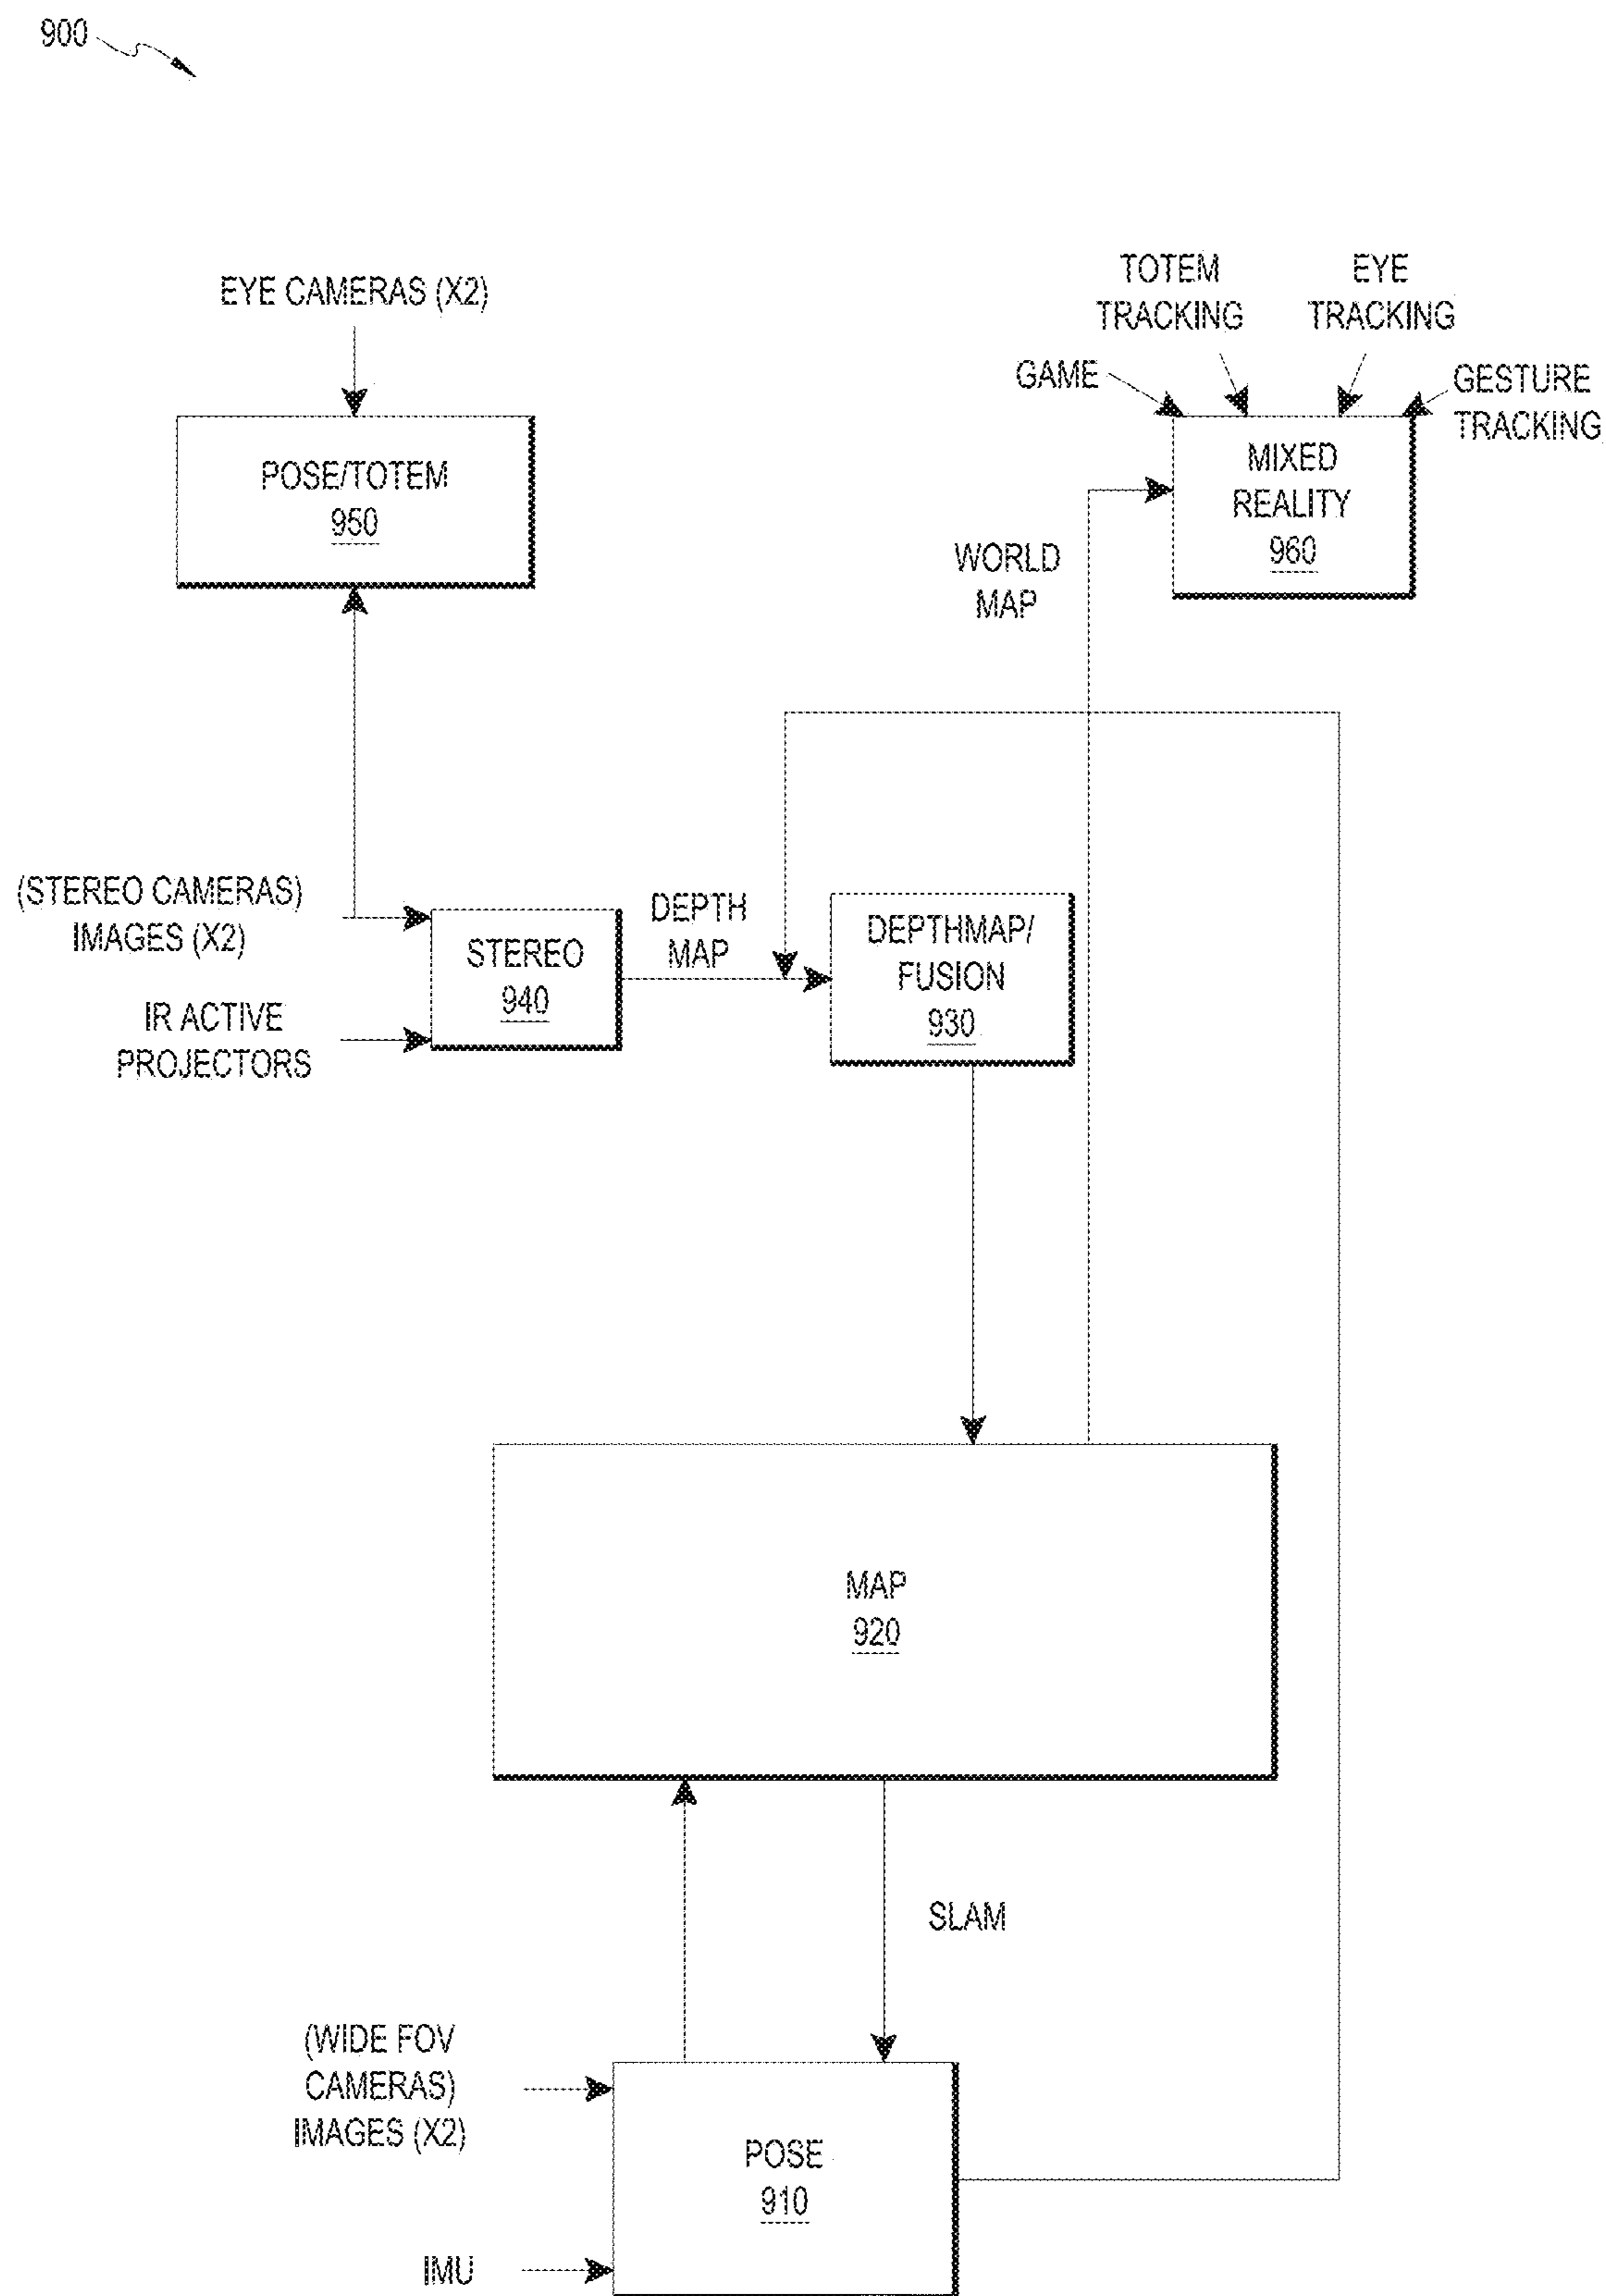 900
EYE CAMERAS (X2)
POSE/TOTEM
950
TOTEM
TRACKING
EYE
TRACKING
GAME
GESTURE
TRACKING
MIXED
REALITY
960
WORLD
MAP
(STEREO CAMERAS)
IMAGES (X2)
IR ACTIVE
PROJECTORS
STEREO
940
DEPTH
MAP
DEPTHMAP/
FUSION
930
MAP
920
SLAM
(WIDE FOV
CAMERAS)
IMAGES (X2)
POSE
910
IMU